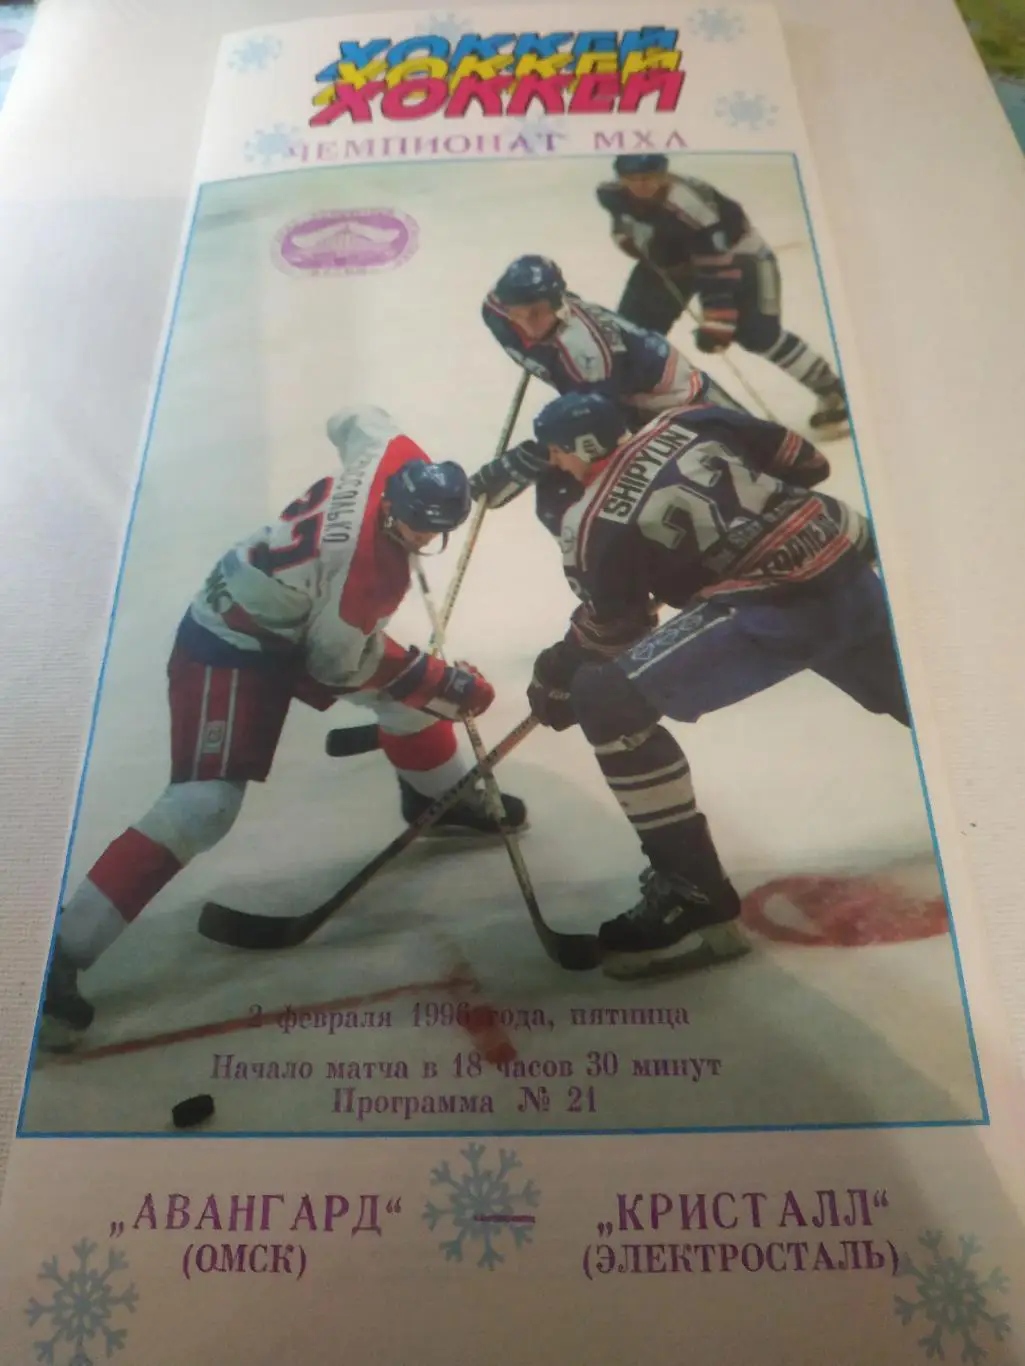 ХОККЕЙ
ХОККЕЙ
ХОККЕЙ
ЧЕМПИОНАТ МХЛ
SHIPYLIN
22
2 февраля 1996 года, пятница
Начало матча в 18 часов 30 минут
Программа № 21
„АВАНГАРД“ — „КРИСТАЛЛ“
(ОМСК) (ЭЛЕКТРОСТАЛЬ)